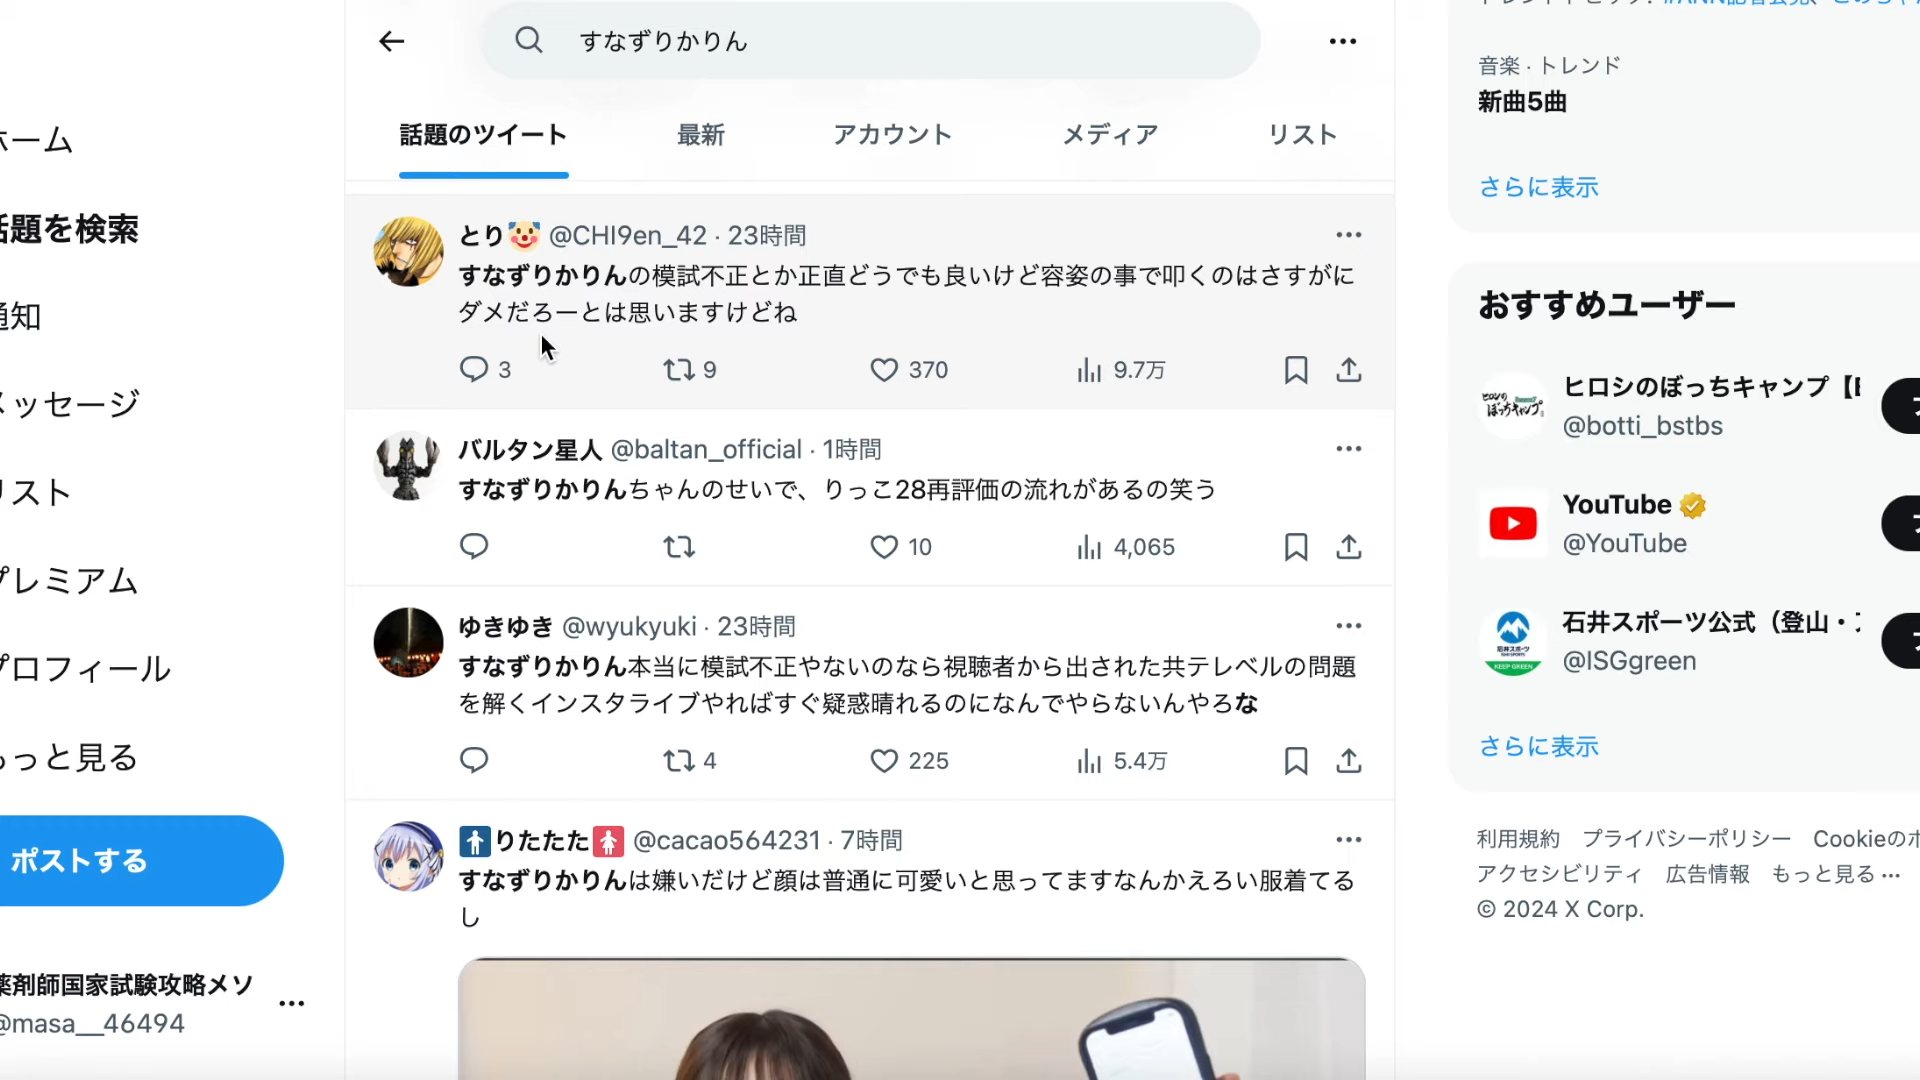 ホーム
話題を検索
通知
メッセージ
リスト
プレミアム
プロフィール
もっと見る
ポストする
薬剤師国家試験攻略メソ
@masa__46494
すなずりかりん
話題のツイート
最新
アカウント
メディア
リスト
とり🤡 @CHI9en_42 · 23時間
すなずりかりんの模試不正とか正直どうでも良いけど容姿の事で叩くのはさすがに
ダメだろーとは思いますけどね
3
9
370
9.7万
バルタン星人 @baltan_official · 1時間
すなずりかりんちゃんのせいで、りっこ28再評価の流れがあるの笑う
10
4,065
ゆきゆき @wyukyuki · 23時間
すなずりかりん本当に模試不正やないのなら視聴者から出された共テレベルの問題
を解くインスタライブやればすぐ疑惑晴れるのになんでやらないんやろな
4
225
5.4万
🚹りたたた🚺 @cacao564231 · 7時間
すなずりかりんは嫌いだけど顔は普通に可愛いと思ってますなんかえろい服着てる
し
音楽 · トレンド
新曲5曲
さらに表示
おすすめユーザー
ヒロシのぼっちキャンプ【
@botti_bstbs
YouTube
@YouTube
石井スポーツ公式（登山・
@ISGgreen
さらに表示
利用規約 プライバシーポリシー Cookieのポ
アクセシビリティ 広告情報 もっと見る ···
© 2024 X Corp.